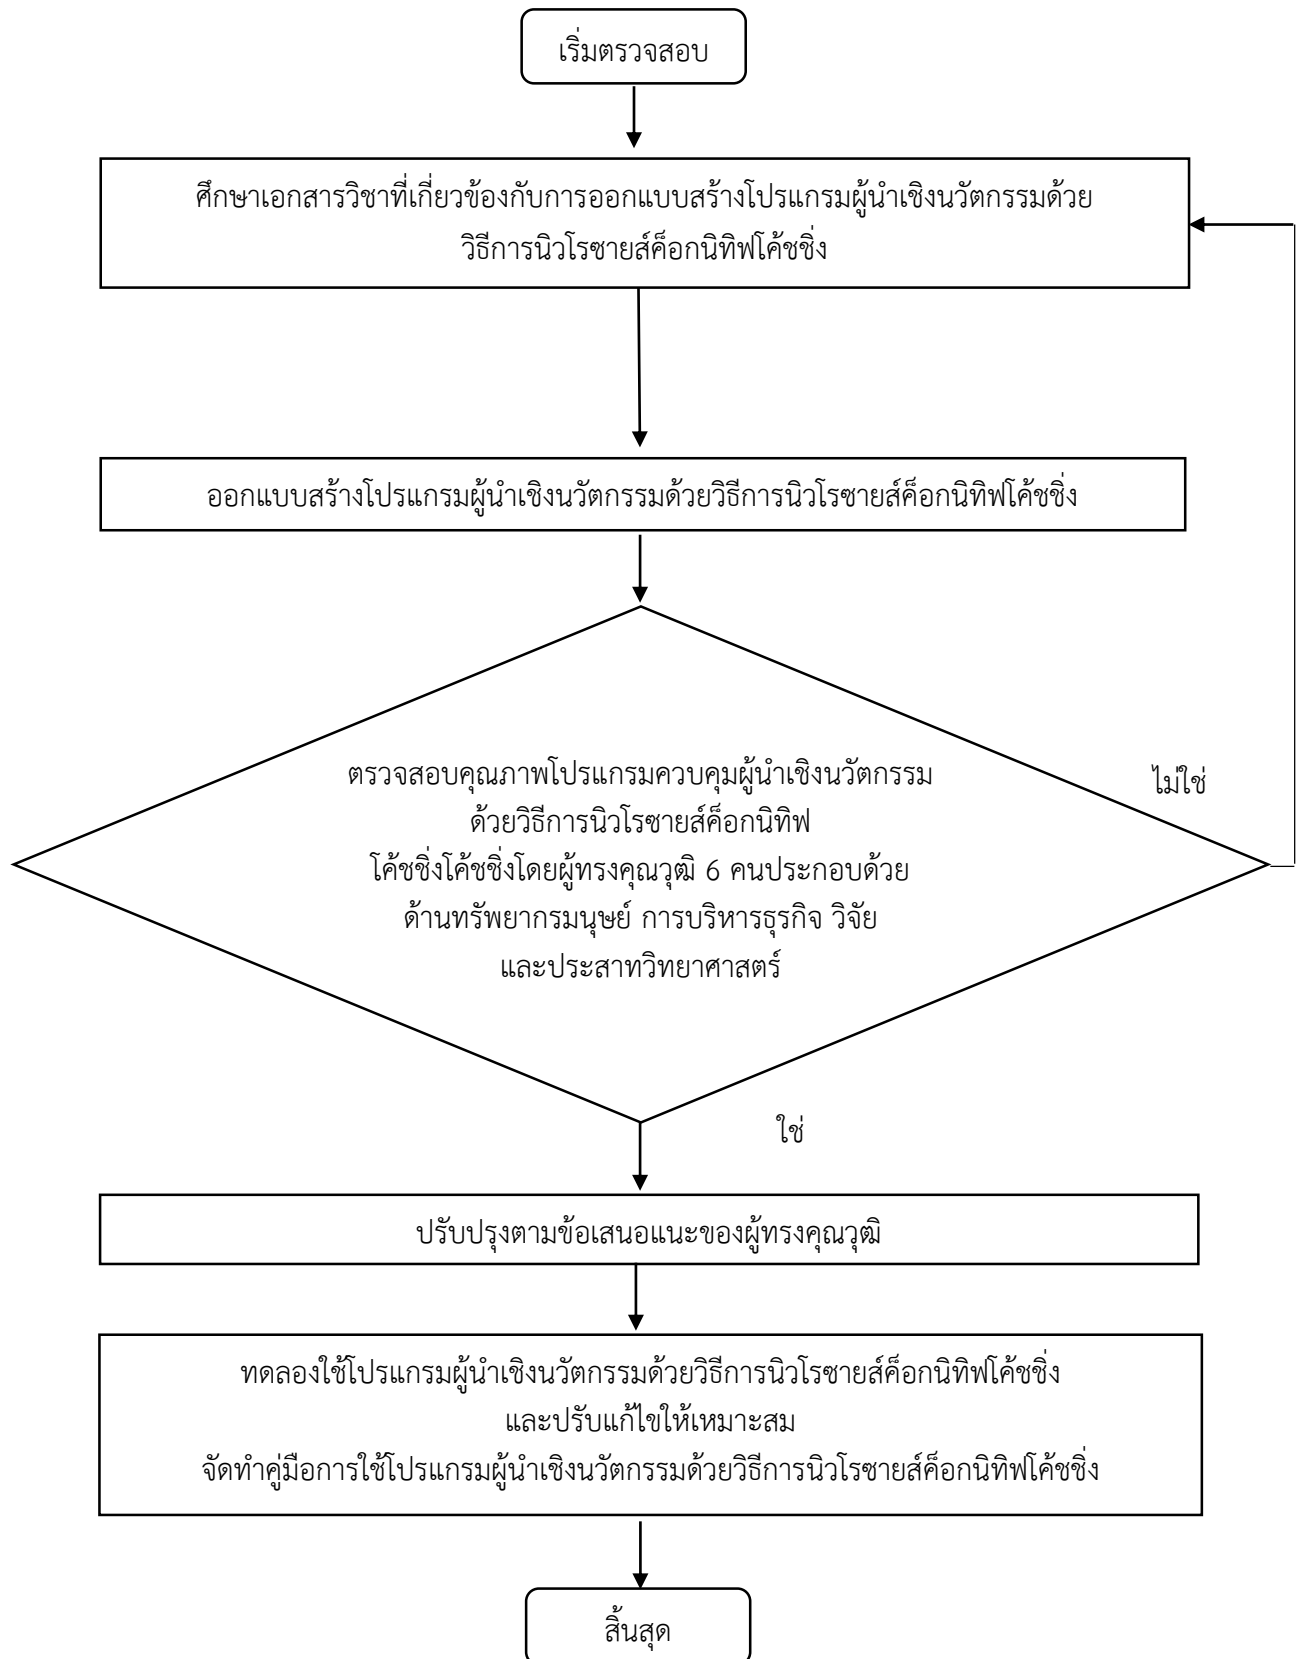 เริ่มตรวจสอบ
ศึกษาเอกสารวิชาที่เกี่ยวข้องกับการออกแบบสร้างโปรแกรมผู้นำเชิงนวัตกรรมด้วย
วิธีการนิวโรซายส์ค็อกนิทิฟโค้ชชิ่ง
ออกแบบสร้างโปรแกรมผู้นำเชิงนวัตกรรมด้วยวิธีการนิวโรซายส์ค็อกนิทิฟโค้ชชิ่ง
ตรวจสอบคุณภาพโปรแกรมควบคุมผู้นำเชิงนวัตกรรม
ด้วยวิธีการนิวโรซายส์ค็อกนิทิฟ
โค้ชชิ่งโค้ชชิ่งโดยผู้ทรงคุณวุฒิ 6 คนประกอบด้วย
ด้านทรัพยากรมนุษย์ การบริหารธุรกิจ วิจัย
และประสาทวิทยาศาสตร์
ไม่ใช่
ใช่
ปรับปรุงตามข้อเสนอแนะของผู้ทรงคุณวุฒิ
ทดลองใช้โปรแกรมผู้นำเชิงนวัตกรรมด้วยวิธีการนิวโรซายส์ค็อกนิทิฟโค้ชชิ่ง
และปรับแก้ไขให้เหมาะสม
จัดทำคู่มือการใช้โปรแกรมผู้นำเชิงนวัตกรรมด้วยวิธีการนิวโรซายส์ค็อกนิทิฟโค้ชชิ่ง
สิ้นสุด